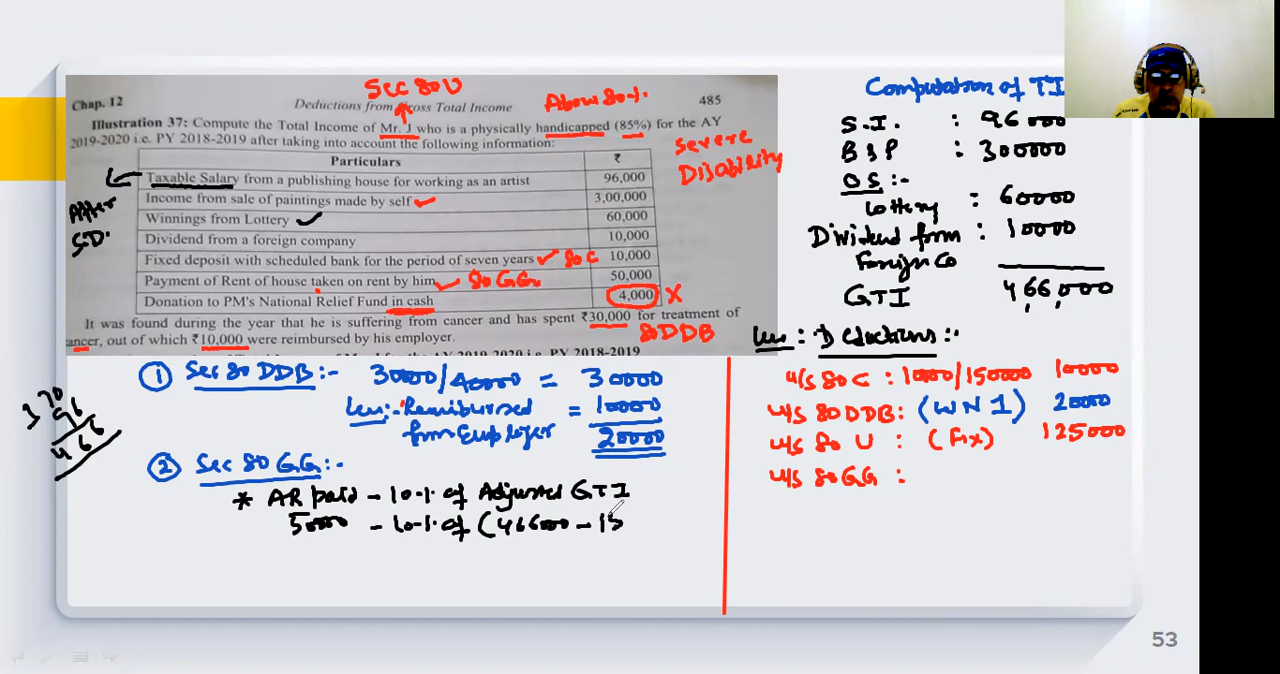 Sec 80U
Above 80%
Chap. 12 Deductions from Gross Total Income 485
Illustration 37: Compute the Total Income of Mr. J who is a physically handicapped (85%) for the AY
2019-2020 i.e. PY 2018-2019 after taking into account the following information:
Severe
Disability
Particulars ₹
Taxable Salary from a publishing house for working as an artist 96,000
Income from sale of paintings made by self 3,00,000
Winnings from Lottery 60,000
Dividend from a foreign company 10,000
Fixed deposit with scheduled bank for the period of seven years 80C 10,000
Payment of Rent of house taken on rent by him 80GG 50,000
Donation to PM's National Relief Fund in cash 4,000 X
After
S.D.
It was found during the year that he is suffering from cancer and has spent ₹30,000 for treatment of
cancer, out of which ₹10,000 were reimbursed by his employer.
80DDB
i.e. PY 2018-2019
① Sec 80 DDB:- 30000/40000 = 30000
Less:- Reimbursed = 10000
from Employer 20000
② Sec 80 GG:-
* AR paid - 10% of Adjusted GTI
50000 - 10% of (466000 - 15
370
96
466
Computation of TI
S.I. : 96000
B&P : 300000
OS:-
Lottery : 60000
Dividend from : 10000
Foreign Co
GTI 466,000
Less: Deductions:-
u/s 80C: 10000/150000 10000
u/s 80DDB: (WN1) 20000
u/s 80U : (Fix) 125000
u/s 80GG :
53